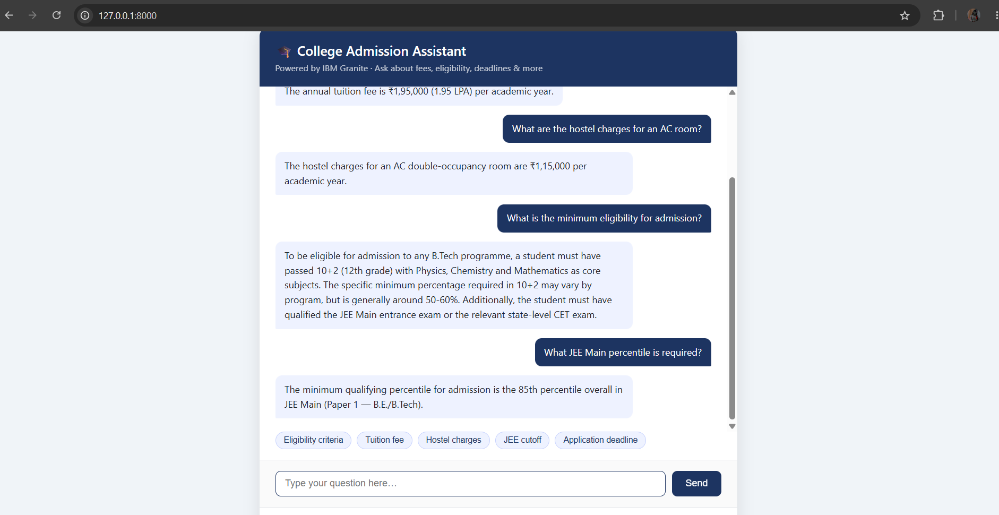 127.0.0.1:8000
College Admission Assistant
Powered by IBM Granite · Ask about fees, eligibility, deadlines & more
The annual tuition fee is ₹1,95,000 (1.95 LPA) per academic year.
What are the hostel charges for an AC room?
The hostel charges for an AC double-occupancy room are ₹1,15,000 per
academic year.
What is the minimum eligibility for admission?
To be eligible for admission to any B.Tech programme, a student must have
passed 10+2 (12th grade) with Physics, Chemistry and Mathematics as core
subjects. The specific minimum percentage required in 10+2 may vary by
program, but is generally around 50-60%. Additionally, the student must have
qualified the JEE Main entrance exam or the relevant state-level CET exam.
What JEE Main percentile is required?
The minimum qualifying percentile for admission is the 85th percentile overall in
JEE Main (Paper 1 — B.E./B.Tech).
Eligibility criteria Tuition fee Hostel charges JEE cutoff Application deadline
Type your question here… Send